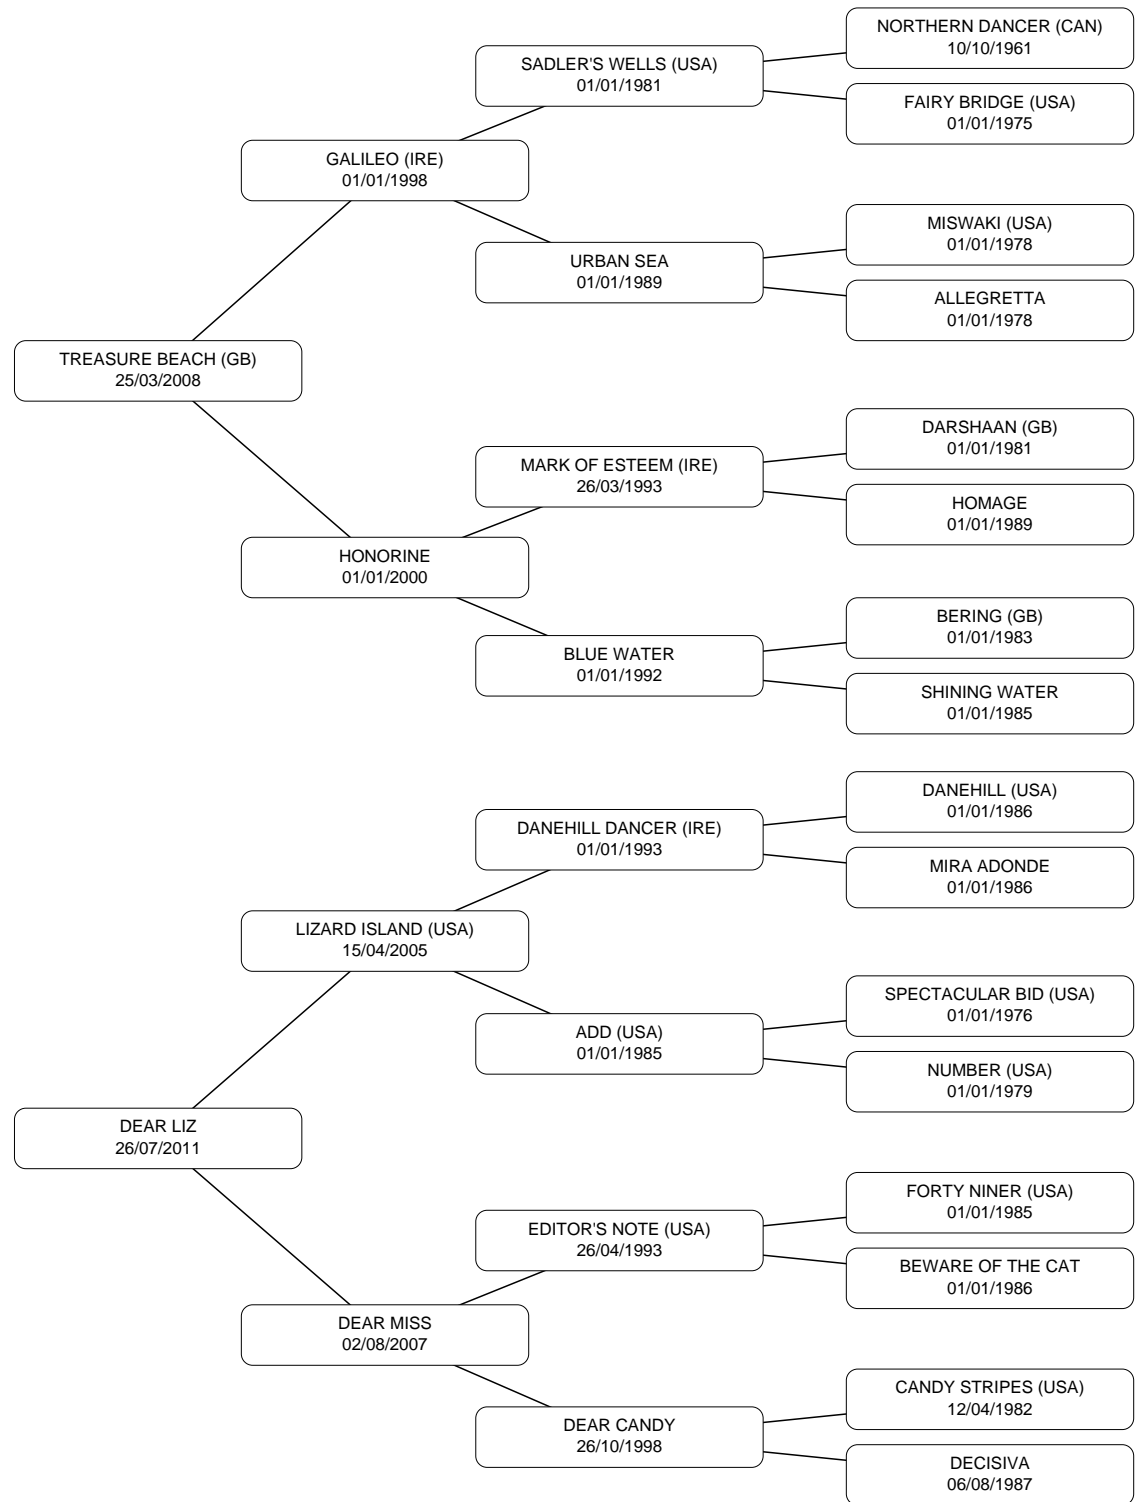 NORTHERN DANCER (CAN)
10/10/1961
SADLER'S WELLS (USA)
01/01/1981
FAIRY BRIDGE (USA)
01/01/1975
GALILEO (IRE)
01/01/1998
MISWAKI (USA)
01/01/1978
URBAN SEA
01/01/1989
ALLEGRETTA
01/01/1978
TREASURE BEACH (GB)
25/03/2008
DARSHAAN (GB)
01/01/1981
MARK OF ESTEEM (IRE)
26/03/1993
HOMAGE
01/01/1989
HONORINE
01/01/2000
BERING (GB)
01/01/1983
BLUE WATER
01/01/1992
SHINING WATER
01/01/1985
DANEHILL (USA)
01/01/1986
DANEHILL DANCER (IRE)
01/01/1993
MIRA ADONDE
01/01/1986
LIZARD ISLAND (USA)
15/04/2005
SPECTACULAR BID (USA)
01/01/1976
ADD (USA)
01/01/1985
NUMBER (USA)
01/01/1979
DEAR LIZ
26/07/2011
FORTY NINER (USA)
01/01/1985
EDITOR'S NOTE (USA)
26/04/1993
BEWARE OF THE CAT
01/01/1986
DEAR MISS
02/08/2007
CANDY STRIPES (USA)
12/04/1982
DEAR CANDY
26/10/1998
DECISIVA
06/08/1987